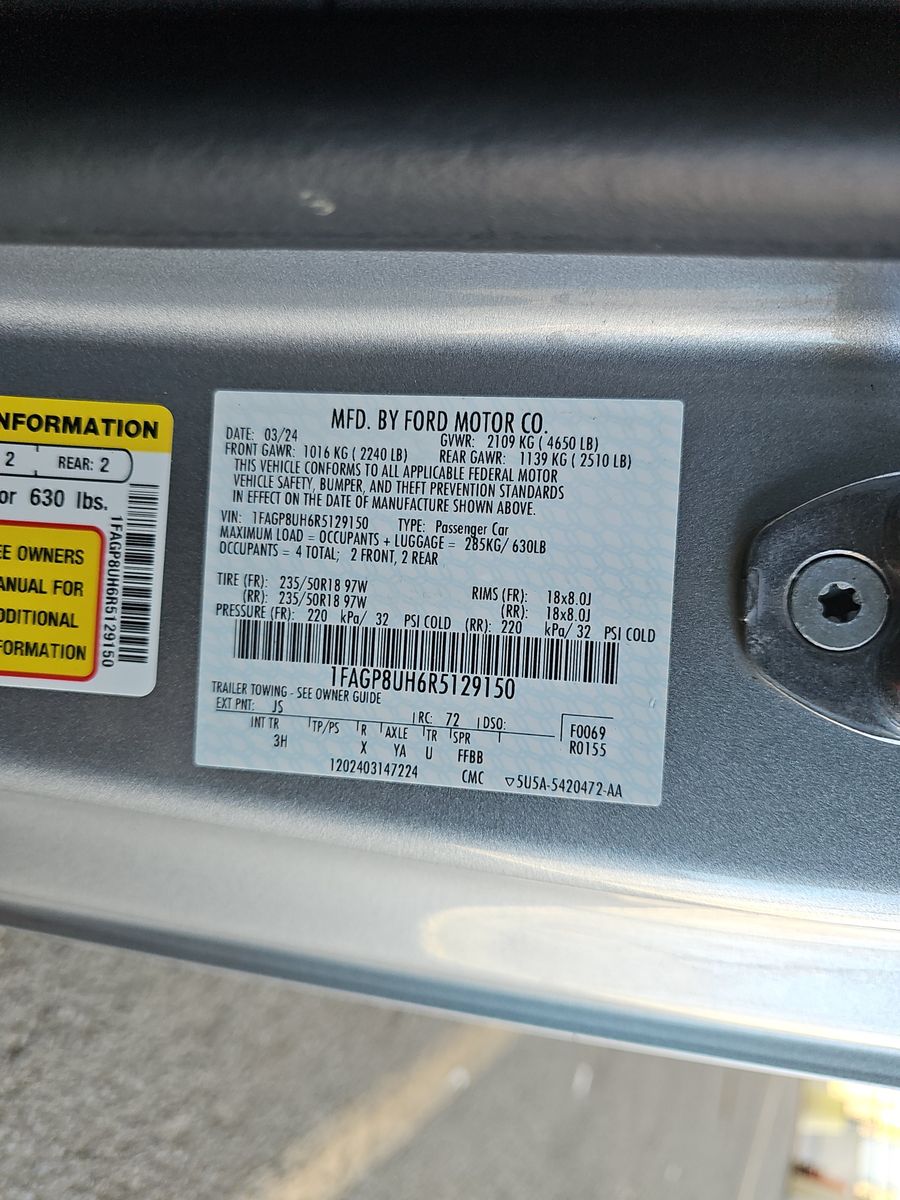 NFORMATION
2 REAR: 2
or 630 lbs.
EE OWNERS
ANUAL FOR
DDITIONAL
FORMATION
1FAGP8UH6R5129150
MFD. BY FORD MOTOR CO.
DATE: 03/24 GVWR: 2109 KG ( 4650 LB)
FRONT GAWR: 1016 KG ( 2240 LB) REAR GAWR: 1139 KG ( 2510 LB)
THIS VEHICLE CONFORMS TO ALL APPLICABLE FEDERAL MOTOR
VEHICLE SAFETY, BUMPER, AND THEFT PREVENTION STANDARDS
IN EFFECT ON THE DATE OF MANUFACTURE SHOWN ABOVE.
VIN: 1FAGP8UH6R5129150 TYPE: Passenger Car
MAXIMUM LOAD = OCCUPANTS + LUGGAGE = 285KG/ 630LB
OCCUPANTS = 4 TOTAL; 2 FRONT, 2 REAR
TIRE (FR): 235/50R18 97W RIMS (FR): 18x8.0J
(RR): 235/50R18 97W (RR): 18x8.0J
PRESSURE (FR): 220 kPa/ 32 PSI COLD (RR): 220 kPa/ 32 PSI COLD
1FAGP8UH6R5129150
TRAILER TOWING - SEE OWNER GUIDE
EXT PNT: JS RC: 72 DSO: F0069
INT TR TP/PS R AXLE TR SPR R0155
3H X YA U FFBB
1202403147224 CMC ▽5U5A-5420472-AA